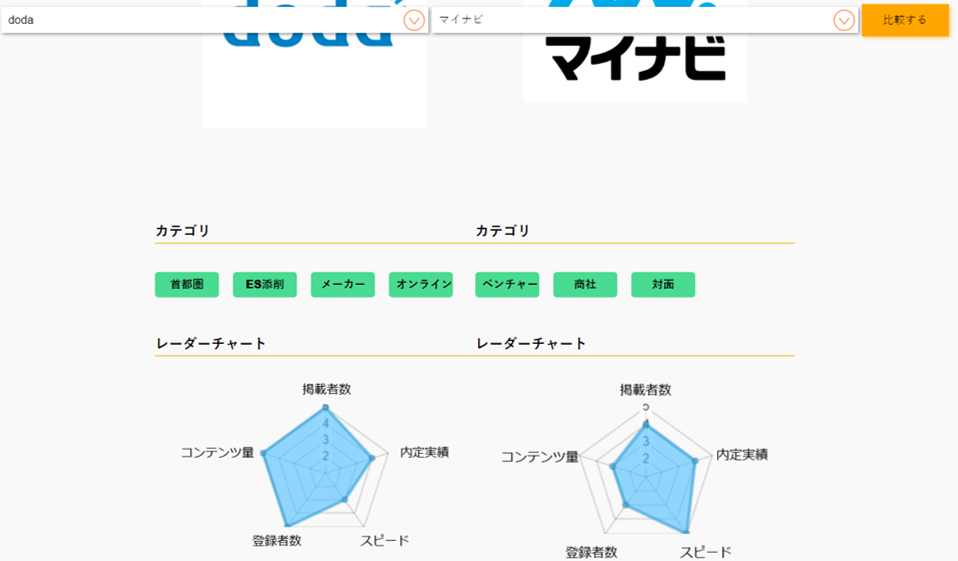 doda
マイナビ
比較する
doda
マイナビ
カテゴリ
カテゴリ
首都圏
ES添削
メーカー
オンライン
ベンチャー
商社
対面
レーダーチャート
レーダーチャート
掲載者数
5
4
3
2
コンテンツ量
内定実績
登録者数
スピード
掲載者数
5
4
3
2
コンテンツ量
内定実績
登録者数
スピード